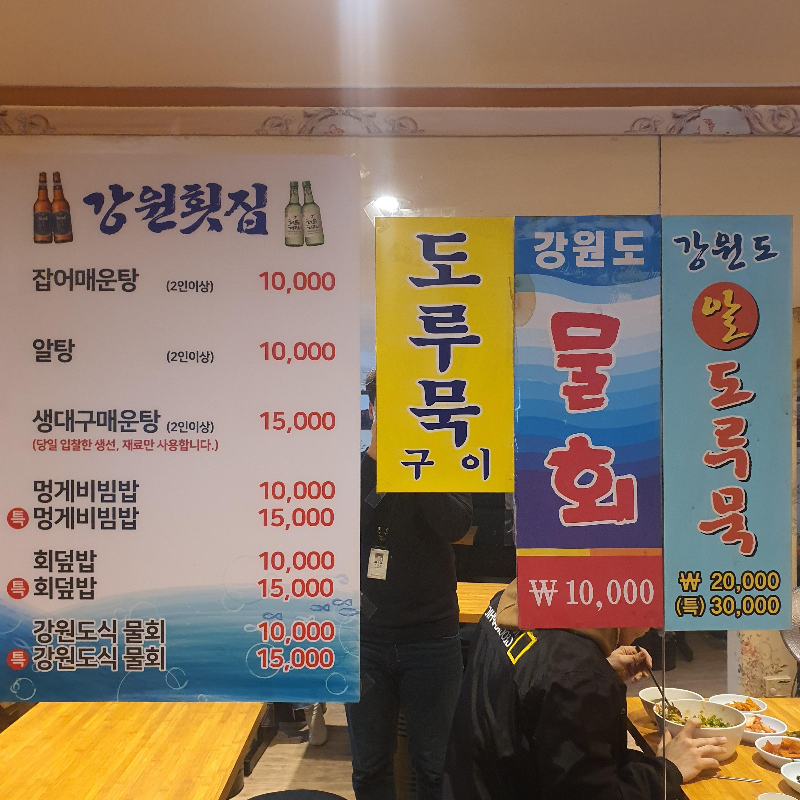 강원횟집
잡어매운탕 (2인이상) 10,000
알탕 (2인이상) 10,000
생대구매운탕 (2인이상) 15,000
(당일 입찰한 생선, 재료만 사용합니다.)
멍게비빔밥 10,000
특 멍게비빔밥 15,000
회덮밥 10,000
특 회덮밥 15,000
강원도식 물회 10,000
특 강원도식 물회 15,000
도루묵
구이
강원도
물회
₩ 10,000
강원도
알
도루묵
₩ 20,000
(특) 30,000